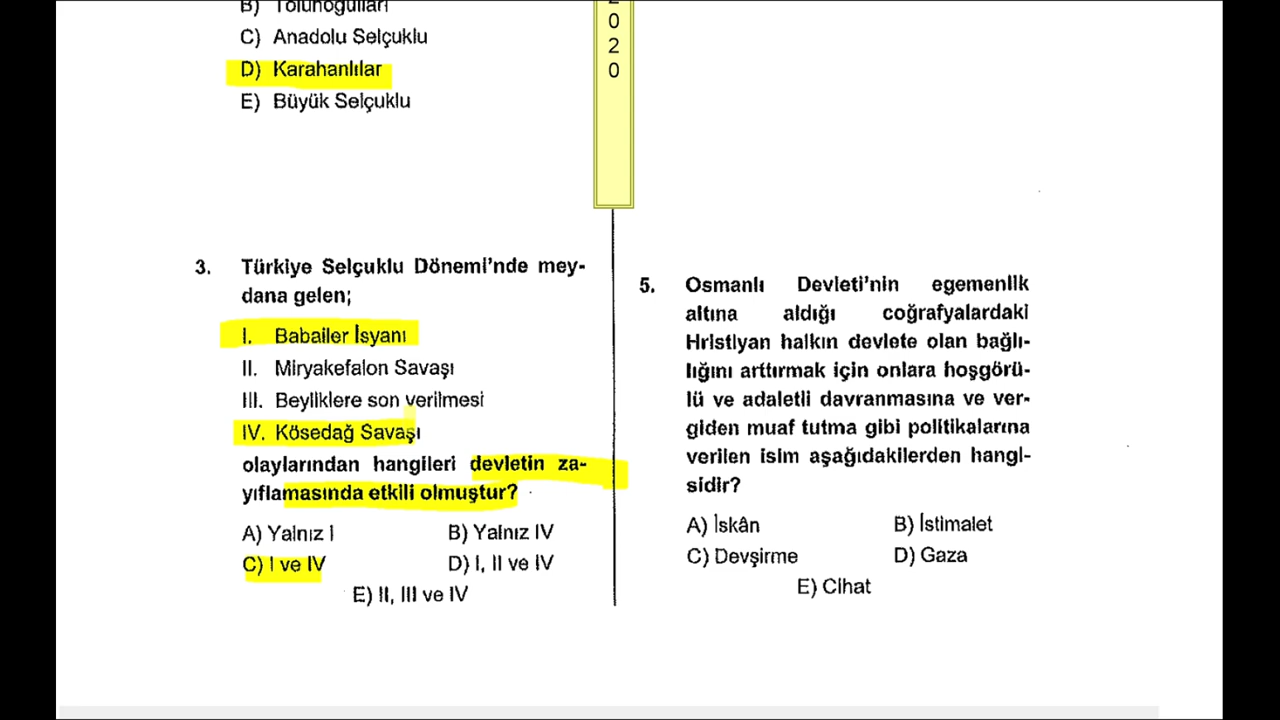 B) Tolunoğulları
C) Anadolu Selçuklu
D) Karahanlılar
E) Büyük Selçuklu
2
0
2
0
3. Türkiye Selçuklu Dönemi'nde mey-
dana gelen;
I. Babailer İsyanı
II. Miryakefalon Savaşı
III. Beyliklere son verilmesi
IV. Kösedağ Savaşı
olaylarından hangileri devletin za-
yıflamasında etkili olmuştur?
A) Yalnız I
B) Yalnız IV
C) I ve IV
D) I, II ve IV
E) II, III ve IV
5. Osmanlı Devleti'nin egemenlik
altına aldığı coğrafyalardaki
Hristiyan halkın devlete olan bağlı-
lığını arttırmak için onlara hoşgörü-
lü ve adaletli davranmasına ve ver-
giden muaf tutma gibi politikalarına
verilen isim aşağıdakilerden hangi-
sidir?
A) İskân
B) İstimalet
C) Devşirme
D) Gaza
E) Cihat